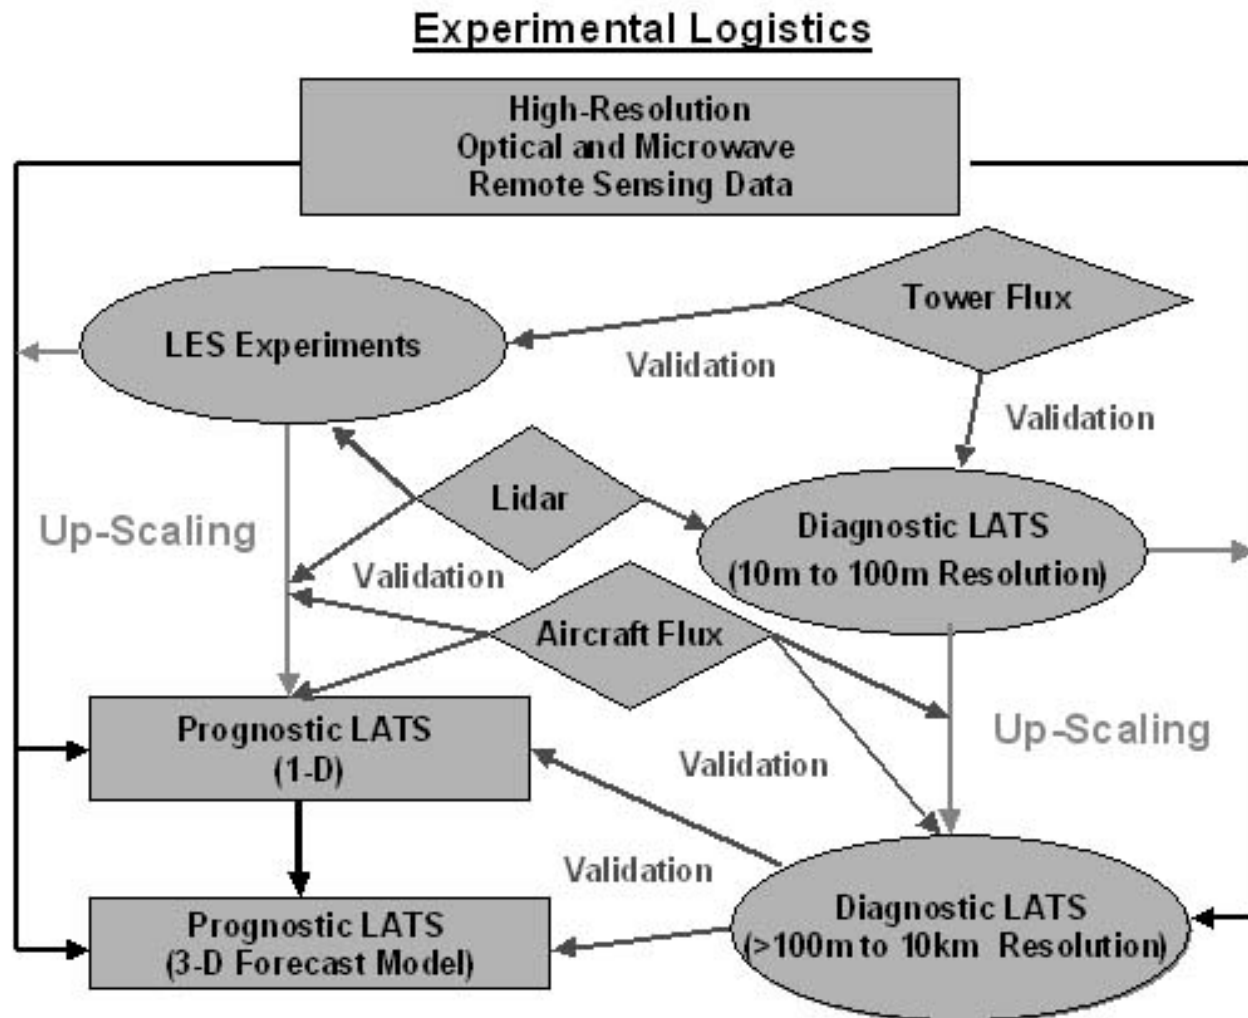 Experimental Logistics
High-Resolution
Optical and Microwave
Remote Sensing Data
Tower Flux
LES Experiments
Validation
Validation
Lidar
Up-Scaling
Diagnostic LATS
(10m to 100m Resolution)
Validation
Aircraft Flux
Prognostic LATS
(1-D)
Up-Scaling
Validation
Validation
Prognostic LATS
(3-D Forecast Model)
Diagnostic LATS
(>100m to 10km Resolution)